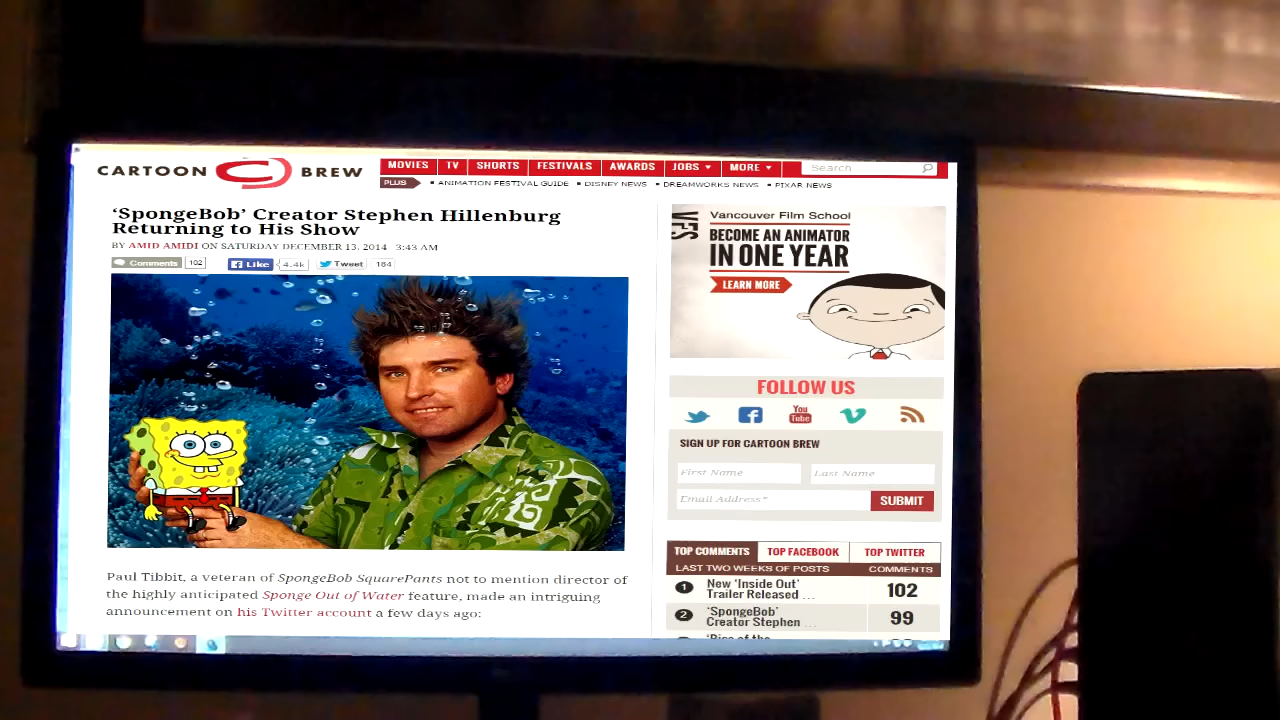 CARTOON BREW
MOVIES TV SHORTS FESTIVALS AWARDS JOBS MORE Search
PLUS ANIMATION FESTIVAL GUIDE DISNEY NEWS DREAMWORKS NEWS PIXAR NEWS
‘SpongeBob’ Creator Stephen Hillenburg
Returning to His Show
BY AMID AMIDI ON SATURDAY DECEMBER 13, 2014 3:43 AM
Comments 102 Like 4.4k Tweet 184
Paul Tibbit, a veteran of SpongeBob SquarePants not to mention director of
the highly anticipated Sponge Out of Water feature, made an intriguing
announcement on his Twitter account a few days ago:
VFS
Vancouver Film School
BECOME AN ANIMATOR
IN ONE YEAR
LEARN MORE
FOLLOW US
You
Tube
SIGN UP FOR CARTOON BREW
First Name Last Name
Email Address* SUBMIT
TOP COMMENTS TOP FACEBOOK TOP TWITTER
LAST TWO WEEKS OF POSTS COMMENTS
1 New ‘Inside Out’
Trailer Released ... 102
2 ‘SpongeBob’
Creator Stephen ... 99